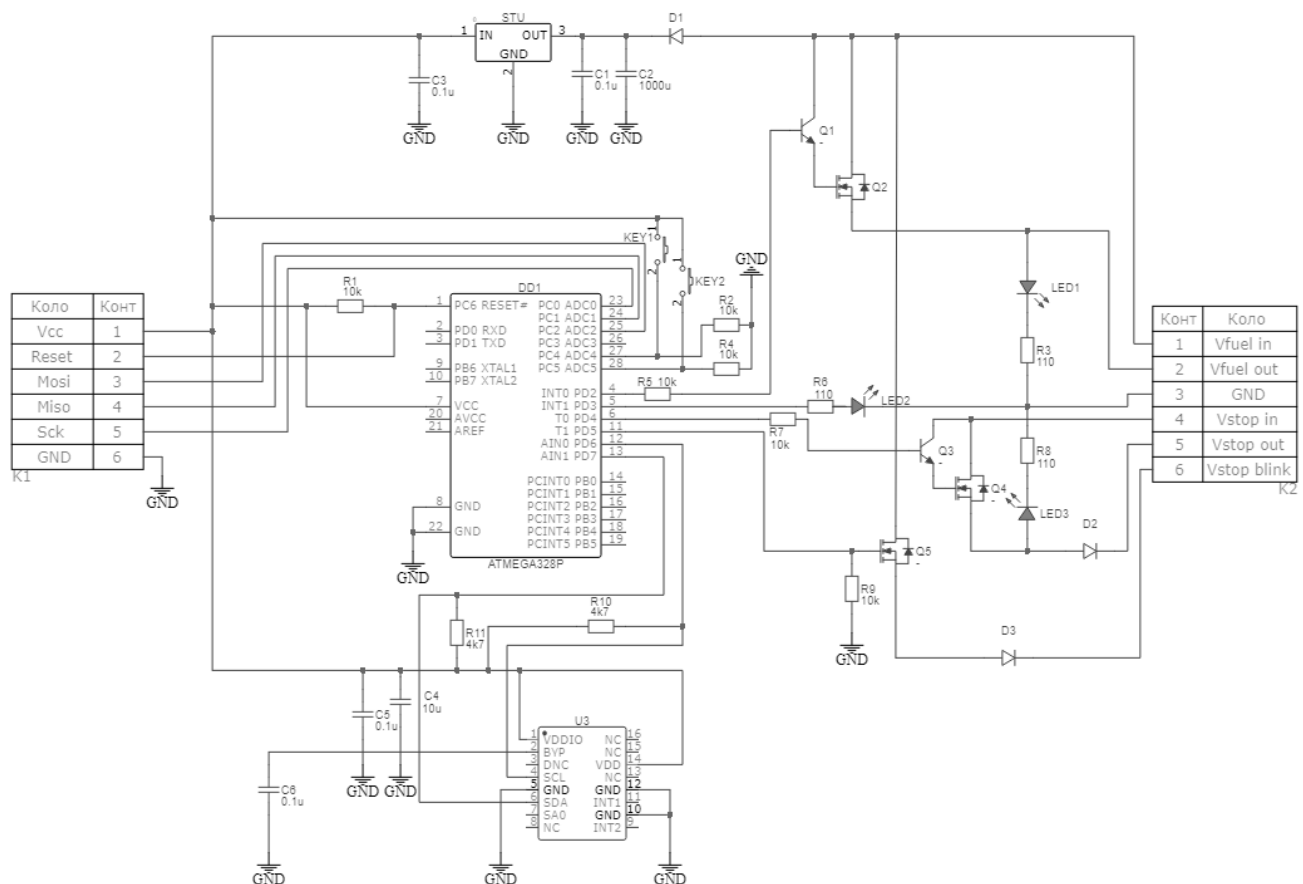 STU
1 IN OUT 3
GND
2
D1
C3
0.1u
C1
0.1u
C2
1000u
GND
GND
GND
GND
Q1
-
Q2
-
KEY1
1
2
KEY2
1
2
GND
R1
10k
R2
10k
R4
10k
R5 10k
R6
110
LED2
R7
10k
LED1
R3
110
R8
110
LED3
Q3
-
Q4
-
Q5
-
D2
R9
10k
GND
D3
Коло Конт
Vcc 1
Reset 2
Mosi 3
Miso 4
Sck 5
GND 6
K1
GND
DD1
1 PC6 RESET# PC0 ADC0 23
PC1 ADC1 24
2 PD0 RXD PC2 ADC2 25
3 PD1 TXD PC3 ADC3 26
PC4 ADC4 27
9 PB6 XTAL1 PC5 ADC5 28
10 PB7 XTAL2
INT0 PD2 4
7 VCC INT1 PD3 5
20 AVCC T0 PD4 6
21 AREF T1 PD5 11
AIN0 PD6 12
AIN1 PD7 13
PCINT0 PB0 14
PCINT1 PB1 15
8 GND PCINT2 PB2 16
PCINT3 PB3 17
22 GND PCINT4 PB4 18
PCINT5 PB5 19
ATMEGA328P
GND
Конт Коло
1 Vfuel in
2 Vfuel out
3 GND
4 Vstop in
5 Vstop out
6 Vstop blink
K2
R10
4k7
R11
4k7
C4
10u
C5
0.1u
GND
GND
C6
0.1u
GND
U3
1 VDDIO NC 16
2 BYP NC 15
3 DNC VDD 14
4 SCL NC 13
5 GND GND 12
6 SDA INT1 11
7 SA0 GND 10
8 NC INT2 9
GND
GND